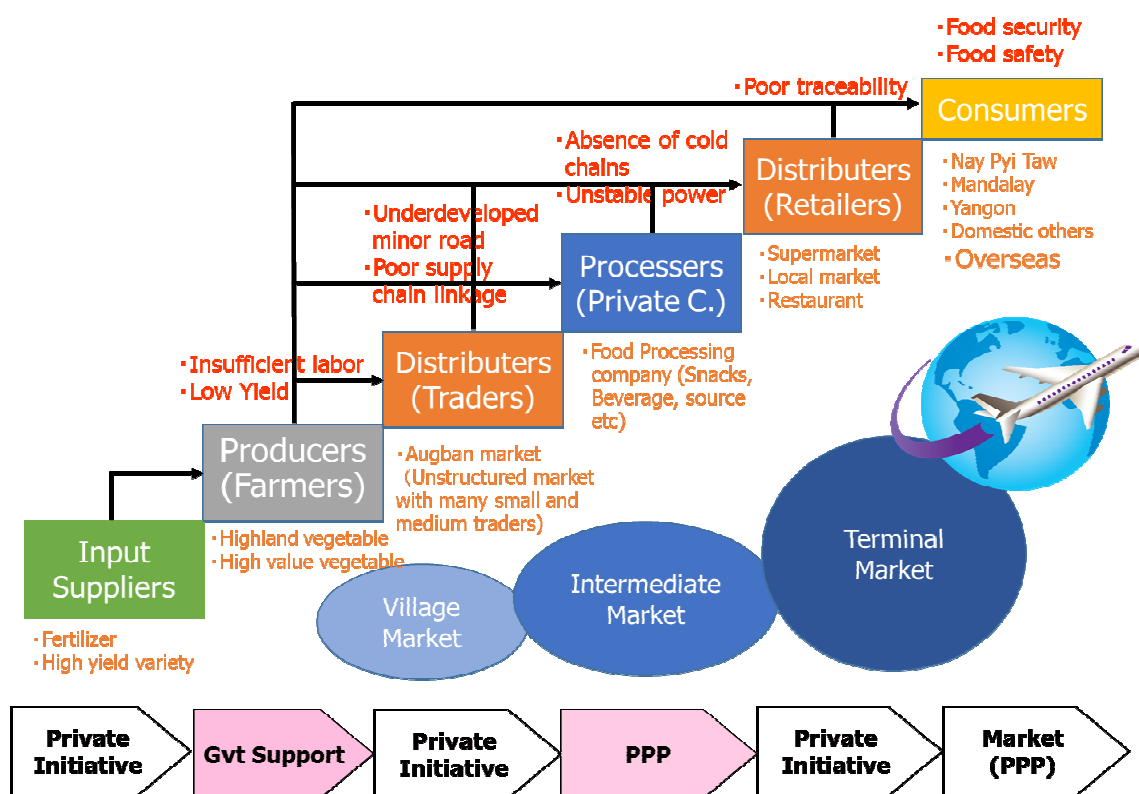 ・Food security
・Food safety
・Poor traceability
Consumers
・Absence of cold
chains
・Unstable power
Distributers
(Retailers)
・Nay Pyi Taw
・Mandalay
・Yangon
・Domestic others
・Overseas
・Underdeveloped
minor road
・Poor supply
chain linkage
Processers
(Private C.)
・Supermarket
・Local market
・Restaurant
・Insufficient labor
・Low Yield
Distributers
(Traders)
・Food Processing
company (Snacks,
Beverage, source
etc)
Producers
(Farmers)
・Augban market
（Unstructured market
with many small and
medium traders)
Input
Suppliers
・Highland vegetable
・High value vegetable
・Fertilizer
・High yield variety
Village
Market
Intermediate
Market
Terminal
Market
Private
Initiative
Gvt Support
Private
Initiative
PPP
Private
Initiative
Market
(PPP)